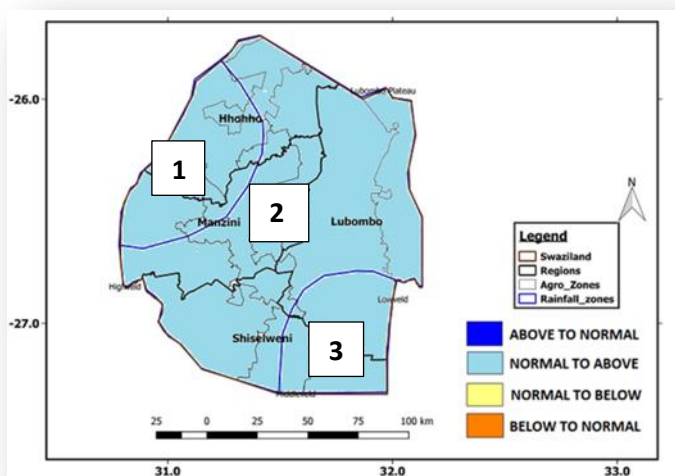 -26.0
Lubombo Plateau
Hhohho
1
2
Manzini
Lubombo
N
Legend
Swaziland
Regions
Agro_Zones
Rainfall_zones
Highveld
Lowveld
-27.0
Shiselweni
3
Middleveld
ABOVE TO NORMAL
NORMAL TO ABOVE
NORMAL TO BELOW
BELOW TO NORMAL
25 0 25 50 75 100 km
31.0 32.0 33.0